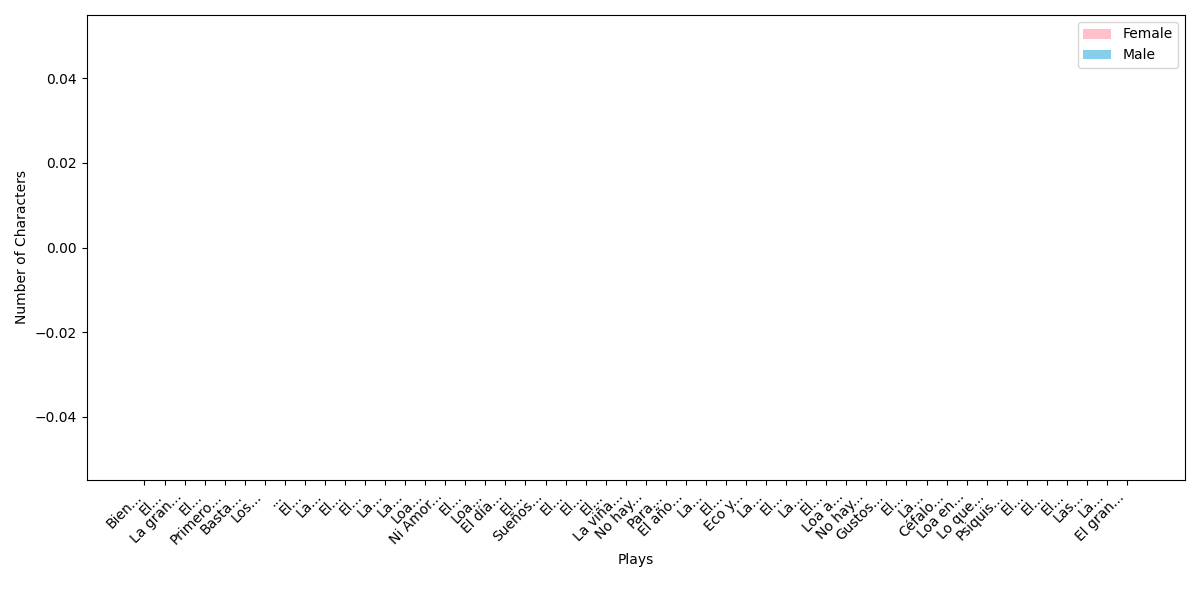 Female
Male
Number of Characters
0.04
0.02
0.00
−0.02
−0.04
Bien...
El...
La gran...
El...
Primero...
Basta...
Los...
...
El...
La...
El...
El...
La...
La...
Loa...
Ni Amor...
El...
Loa...
El día...
El...
Sueños...
El...
El...
El...
La viña...
No hay...
Para...
El año...
La...
El...
Eco y...
La...
El...
La...
El...
Loa a...
No hay...
Gustos...
El...
La...
Céfalo...
Loa en...
Lo que...
Psiquis...
El...
El...
El...
Las...
La...
El gran...
Plays